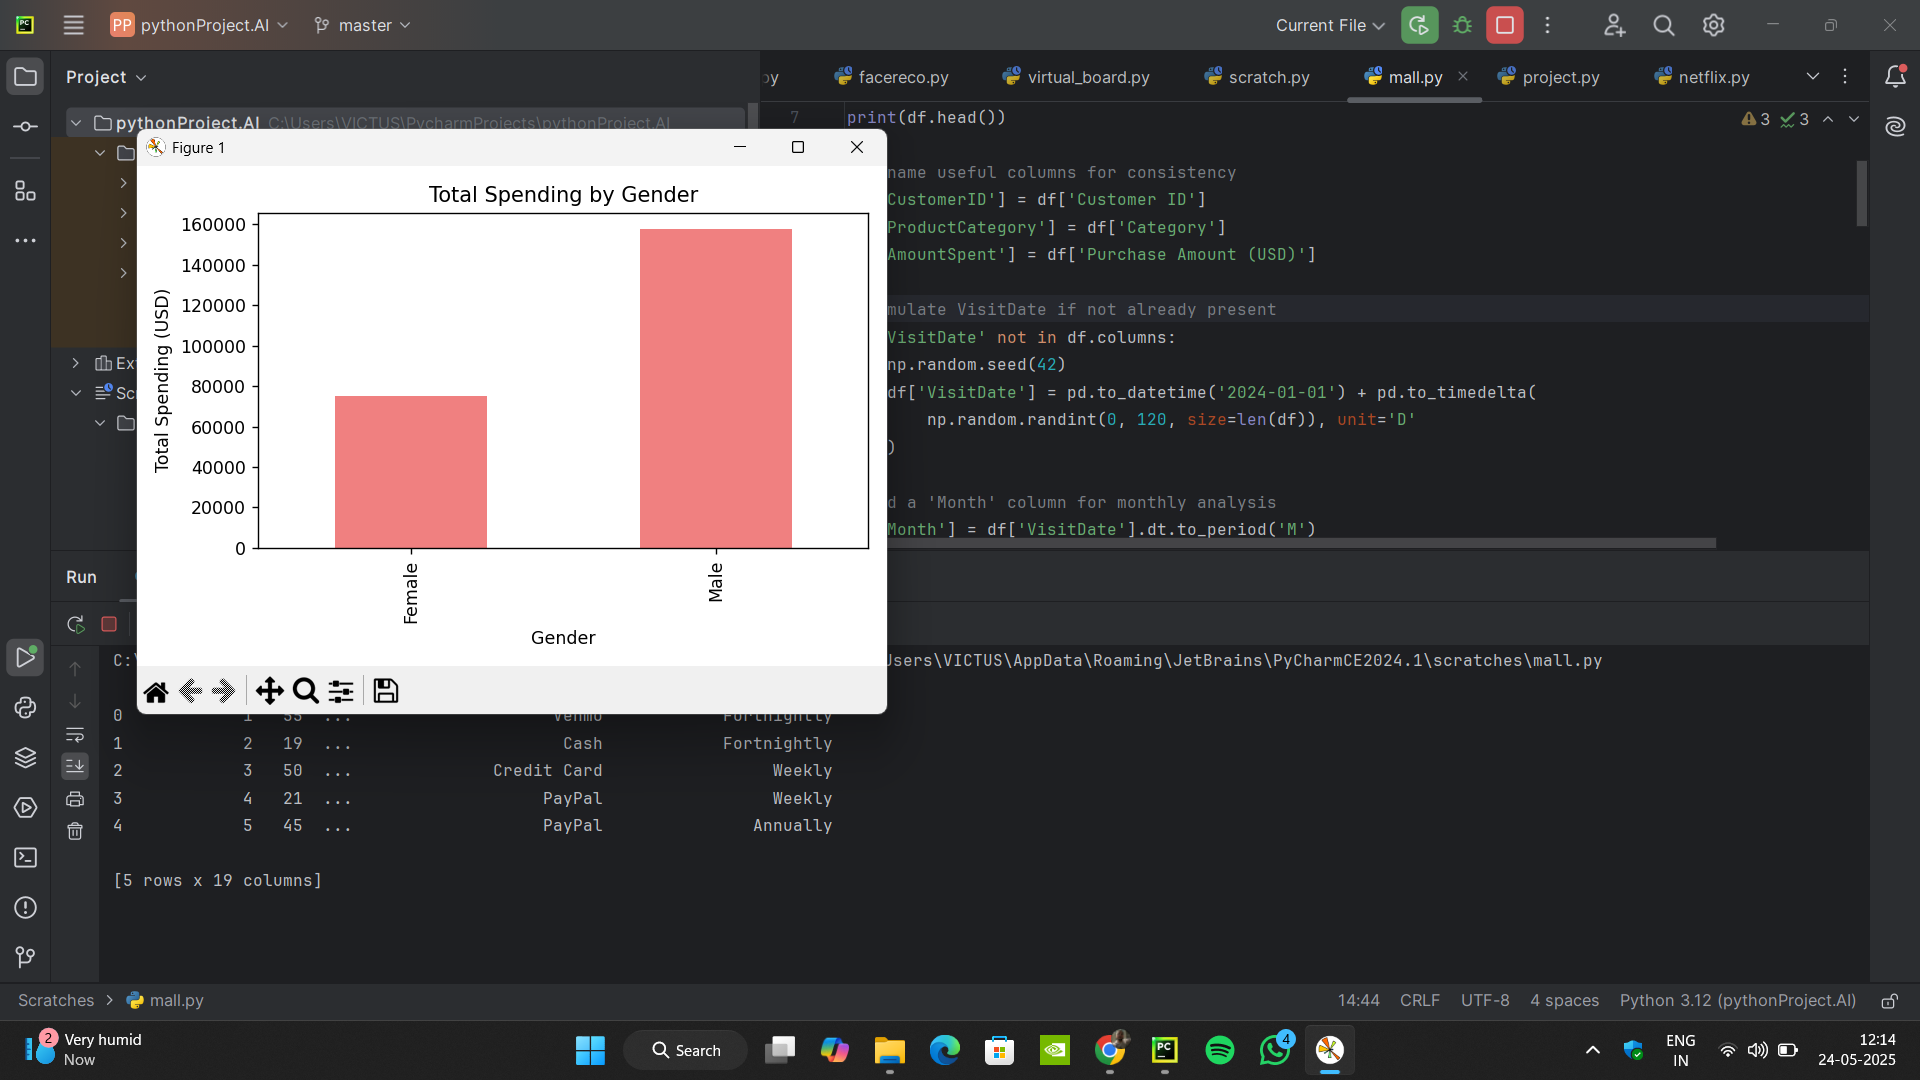 PP pythonProject.AI master Current File
Project
py facereco.py virtual_board.py scratch.py mall.py project.py netflix.py
pythonProject.AI C:\Users\VICTUS\PycharmProjects\pythonProject.AI
7 print(df.head())
3 3
name useful columns for consistency
CustomerID'] = df['Customer ID']
ProductCategory'] = df['Category']
AmountSpent'] = df['Purchase Amount (USD)']
mulate VisitDate if not already present
VisitDate' not in df.columns:
np.random.seed(42)
df['VisitDate'] = pd.to_datetime('2024-01-01') + pd.to_timedelta(
np.random.randint(0, 120, size=len(df)), unit='D'
)
d a 'Month' column for monthly analysis
Month'] = df['VisitDate'].dt.to_period('M')
Ex
Sc
Figure 1
Total Spending by Gender
Total Spending (USD)
160000
140000
120000
100000
80000
60000
40000
20000
0
Female Male
Gender
Run
C:\ Users\VICTUS\AppData\Roaming\JetBrains\PyCharmCE2024.1\scratches\mall.py
0 1 55 ... Venmo Fortnightly
1 2 19 ... Cash Fortnightly
2 3 50 ... Credit Card Weekly
3 4 21 ... PayPal Weekly
4 5 45 ... PayPal Annually
[5 rows x 19 columns]
Scratches mall.py 14:44 CRLF UTF-8 4 spaces Python 3.12 (pythonProject.AI)
2 Very humid
Now
Search
PC
4
ENG
IN
12:14
24-05-2025